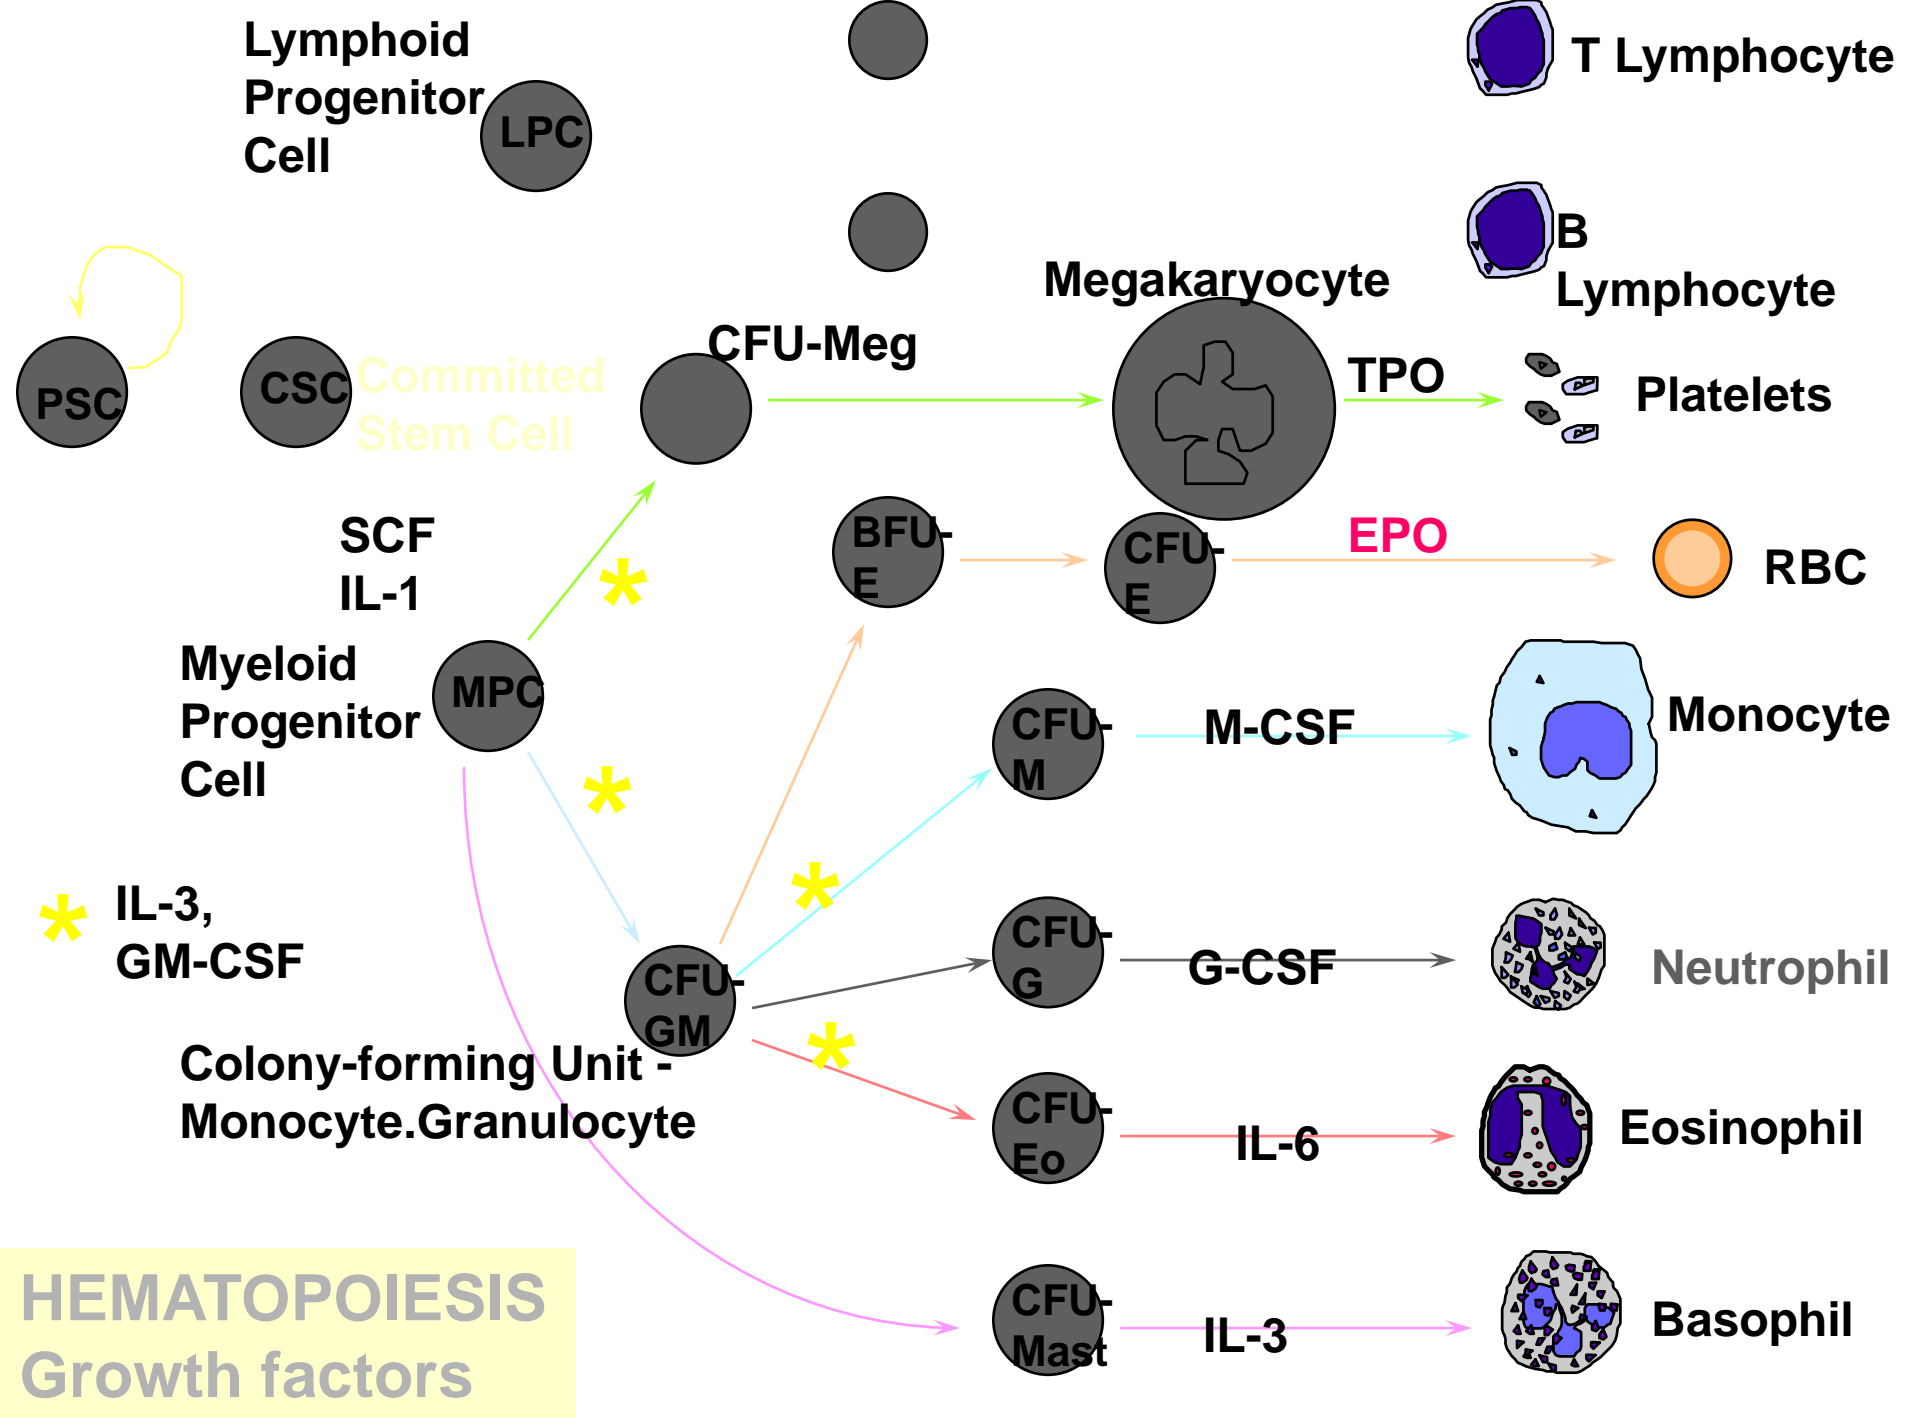 Lymphoid
Progenitor
Cell
LPC
T Lymphocyte
B
Lymphocyte
Megakaryocyte
CFU-Meg
TPO
Platelets
PSC
CSC
Committed
Stem Cell
SCF
IL-1
BFU-
E
CFU-
E
EPO
RBC
Myeloid
Progenitor
Cell
MPC
CFU-
M
M-CSF
Monocyte
* IL-3,
GM-CSF
*
*
*
*
CFU-
GM
CFU-
G
G-CSF
Neutrophil
Colony-forming Unit -
Monocyte.Granulocyte
CFU-
Eo
IL-6
Eosinophil
CFU-
Mast
IL-3
Basophil
HEMATOPOIESIS
Growth factors